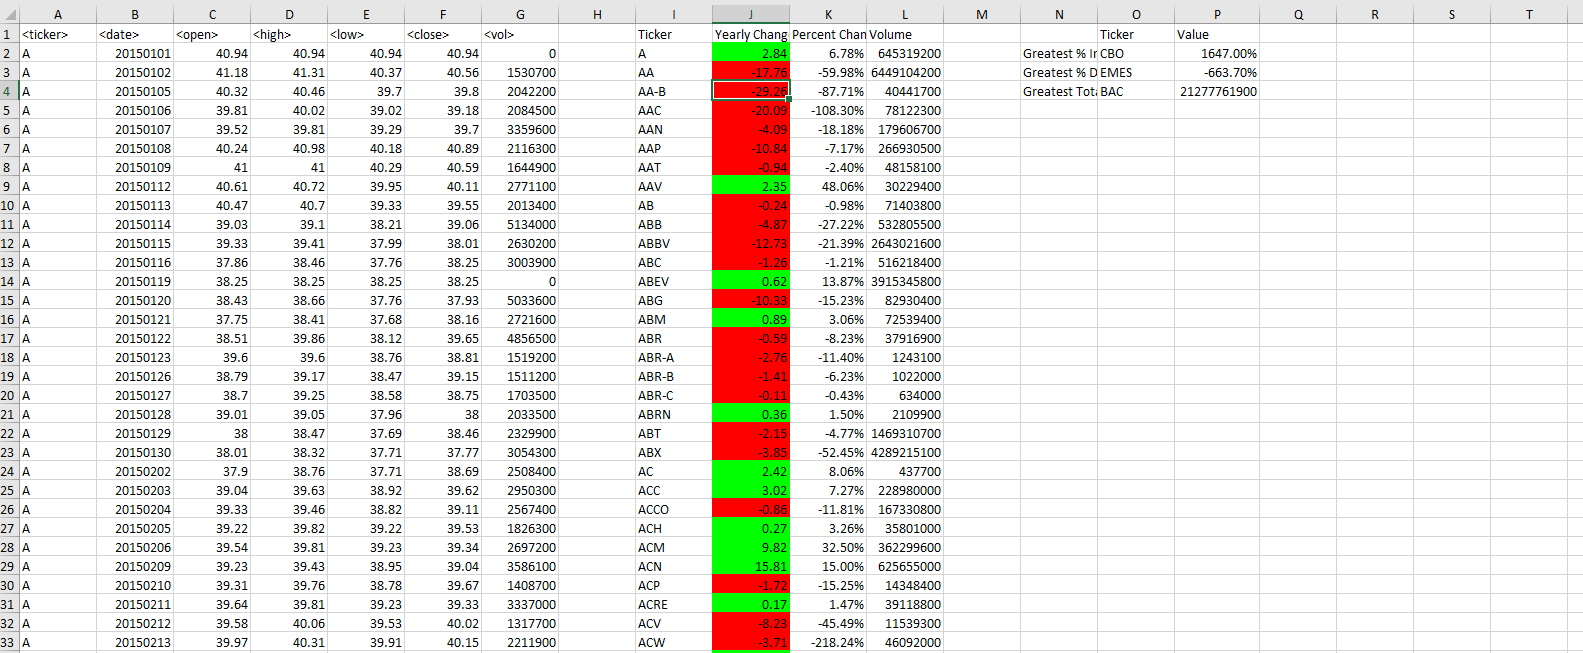 A B C D E F G H I J K L M N O P Q R S T
1 <ticker> <date> <open> <high> <low> <close> <vol> Ticker Yearly Chang Percent Chan Volume Ticker Value
2 A 20150101 40.94 40.94 40.94 40.94 0 A 2.84 6.78% 645319200 Greatest % Ir CBO 1647.00%
3 A 20150102 41.18 41.31 40.37 40.56 1530700 AA -17.76 -59.98% 6449104200 Greatest % D EMES -663.70%
4 A 20150105 40.32 40.46 39.7 39.8 2042200 AA-B -29.26 -87.71% 40441700 Greatest Tota BAC 21277761900
5 A 20150106 39.81 40.02 39.02 39.18 2084500 AAC -20.09 -108.30% 78122300
6 A 20150107 39.52 39.81 39.29 39.7 3359600 AAN -4.09 -18.18% 179606700
7 A 20150108 40.24 40.98 40.18 40.89 2116300 AAP -10.84 -7.17% 266930500
8 A 20150109 41 41 40.29 40.59 1644900 AAT -0.94 -2.40% 48158100
9 A 20150112 40.61 40.72 39.95 40.11 2771100 AAV 2.35 48.06% 30229400
10 A 20150113 40.47 40.7 39.33 39.55 2013400 AB -0.24 -0.98% 71403800
11 A 20150114 39.03 39.1 38.21 39.06 5134000 ABB -4.87 -27.22% 532805500
12 A 20150115 39.33 39.41 37.99 38.01 2630200 ABBV -12.73 -21.39% 2643021600
13 A 20150116 37.86 38.46 37.76 38.25 3003900 ABC -1.26 -1.21% 516218400
14 A 20150119 38.25 38.25 38.25 38.25 0 ABEV 0.62 13.87% 3915345800
15 A 20150120 38.43 38.66 37.76 37.93 5033600 ABG -10.33 -15.23% 82930400
16 A 20150121 37.75 38.41 37.68 38.16 2721600 ABM 0.89 3.06% 72539400
17 A 20150122 38.51 39.86 38.12 39.65 4856500 ABR -0.59 -8.23% 37916900
18 A 20150123 39.6 39.6 38.76 38.81 1519200 ABR-A -2.76 -11.40% 1243100
19 A 20150126 38.79 39.17 38.47 39.15 1511200 ABR-B -1.41 -6.23% 1022000
20 A 20150127 38.7 39.25 38.58 38.75 1703500 ABR-C -0.11 -0.43% 634000
21 A 20150128 39.01 39.05 37.96 38 2033500 ABRN 0.36 1.50% 2109900
22 A 20150129 38 38.47 37.69 38.46 2329900 ABT -2.15 -4.77% 1469310700
23 A 20150130 38.01 38.32 37.71 37.77 3054300 ABX -3.85 -52.45% 4289215100
24 A 20150202 37.9 38.76 37.71 38.69 2508400 AC 2.42 8.06% 437700
25 A 20150203 39.04 39.63 38.92 39.62 2950300 ACC 3.02 7.27% 228980000
26 A 20150204 39.33 39.46 38.82 39.11 2567400 ACCO -0.86 -11.81% 167330800
27 A 20150205 39.22 39.82 39.22 39.53 1826300 ACH 0.27 3.26% 35801000
28 A 20150206 39.54 39.81 39.23 39.34 2697200 ACM 9.82 32.50% 362299600
29 A 20150209 39.23 39.43 38.95 39.04 3586100 ACN 15.81 15.00% 625655000
30 A 20150210 39.31 39.76 38.78 39.67 1408700 ACP -1.72 -15.25% 14348400
31 A 20150211 39.64 39.81 39.23 39.33 3337000 ACRE 0.17 1.47% 39118800
32 A 20150212 39.58 40.06 39.53 40.02 1317700 ACV -8.23 -45.49% 11539300
33 A 20150213 39.97 40.31 39.91 40.15 2211900 ACW -3.71 -218.24% 46092000